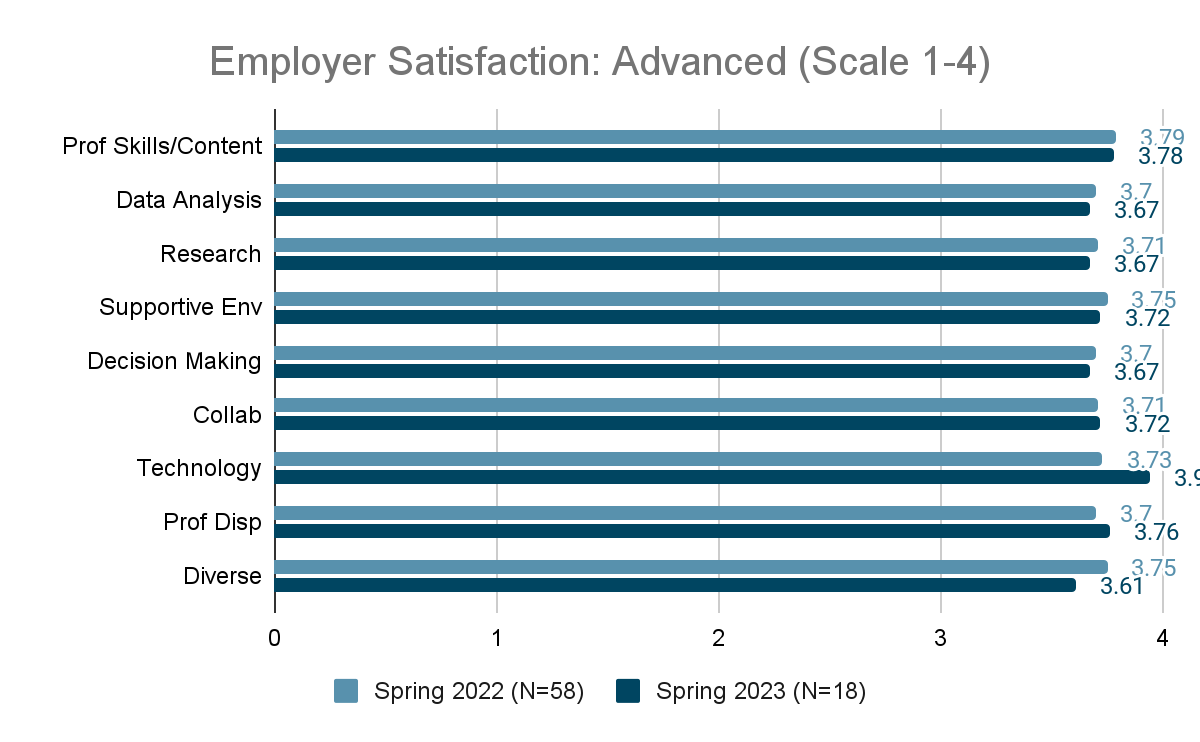 Employer Satisfaction: Advanced (Scale 1-4)
Prof Skills/Content
3.79
3.78
Data Analysis
3.7
3.67
Research
3.71
3.67
Supportive Env
3.75
3.72
Decision Making
3.7
3.67
Collab
3.71
3.72
Technology
3.73
Prof Disp
3.7
3.76
Diverse
3.75
3.61
0 1 2 3 4
Spring 2022 (N=58) Spring 2023 (N=18)